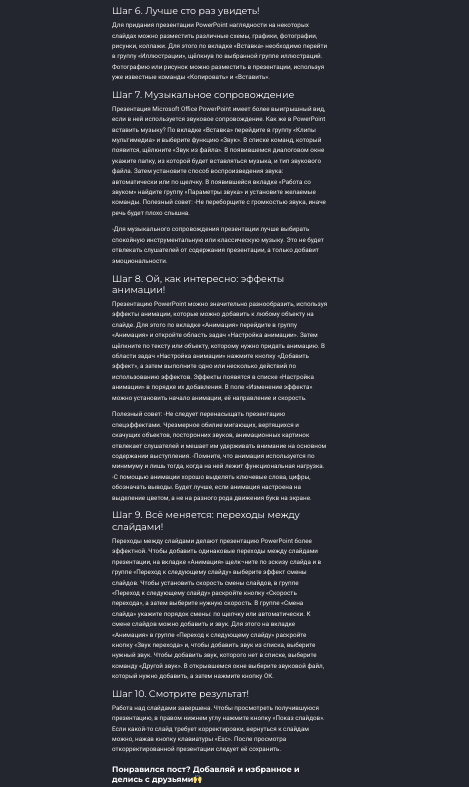 Шаг 6. Лучше сто раз увидеть!
Для придания презентации PowerPoint наглядности на некоторых
слайдах можно разместить различные схемы, графики, фотографии,
рисунки, коллажи. Для этого по вкладке «Вставка» необходимо перейти
в группу «Иллюстрации», щёлкнув по выбранной группе иллюстраций.
Фотографию или рисунок можно разместить в презентации, используя
уже известные команды «Копировать» и «Вставить».
Шаг 7. Музыкальное сопровождение
Презентация Microsoft Office PowerPoint имеет более выигрышный вид,
если в ней используется звуковое сопровождение. Как же в PowerPoint
вставить музыку? По вкладке «Вставка» перейдите в группу «Клипы
мультимедиа» и выберите функцию «Звук». В списке команд, который
появится, щёлкните «Звук из файла». В появившемся диалоговом окне
укажите папку, из которой будет вставляться музыка, и тип звукового
файла. Затем установите способ воспроизведения звука:
автоматически или по щелчку. В появившейся вкладке «Работа со
звуком» найдите группу «Параметры звука» и установите желаемые
команды. Полезный совет: -Не переборщите с громкостью звука, иначе
речь будет плохо слышна.
-Для музыкального сопровождения презентации лучше выбирать
спокойную инструментальную или классическую музыку. Это не будет
отвлекать слушателей от содержания презентации, а только добавит
эмоциональности.
Шаг 8. Ой, как интересно: эффекты
анимации!
Презентацию PowerPoint можно значительно разнообразить, используя
эффекты анимации, которые можно добавить к любому объекту на
слайде. Для этого по вкладке «Анимация» перейдите в группу
«Анимация» и откройте область задач «Настройка анимации». Затем
щёлкните по тексту или объекту, которому нужно придать анимацию. В
области задач «Настройка анимации» нажмите кнопку «Добавить
эффект», а затем выполните одно или несколько действий по
использованию эффектов. Эффекты появятся в списке «Настройка
анимации» в порядке их добавления. В поле «Изменение эффекта»
можно установить начало анимации, её направление и скорость.
Полезный совет: -Не следует перенасыщать презентацию
спецэффектами. Чрезмерное обилие мигающих, вертящихся и
скачущих объектов, посторонних звуков, анимационных картинок
отвлекает слушателей и мешает им удерживать внимание на основном
содержании выступления. -Помните, что анимация используется по
минимуму и лишь тогда, когда на ней лежит функциональная нагрузка.
-С помощью анимации хорошо выделять ключевые слова, цифры,
обозначать выводы. Будет лучше, если анимация настроена на
выделение цветом, а не на разного рода движения букв на экране.
Шаг 9. Всё меняется: переходы между
слайдами!
Переходы между слайдами делают презентацию PowerPoint более
эффектной. Чтобы добавить одинаковые переходы между слайдами
презентации, на вкладке «Анимация» щелк-ните по эскизу слайда и в
группе «Переход к следующему слайду» выберите эффект смены
слайдов. Чтобы установить скорость смены слайдов, в группе
«Переход к следующему слайду» раскройте кнопку «Скорость
перехода», а затем выберите нужную скорость. В группе «Смена
слайда» укажите порядок смены: по щелчку или автоматически. К
смене слайдов можно добавить и звук. Для этого на вкладке
«Анимация» в группе «Переход к следующему слайду» раскройте
кнопку «Звук перехода» и, чтобы добавить звук из списка, выберите
нужный звук. Чтобы добавить звук, которого нет в списке, выберите
команду «Другой звук». В открывшемся окне выберите звуковой файл,
который нужно добавить, а затем нажмите кнопку ОК.
Шаг 10. Смотрите результат!
Работа над слайдами завершена. Чтобы просмотреть получившуюся
презентацию, в правом нижнем углу нажмите кнопку «Показ слайдов».
Если какой-то слайд требует корректировки, вернуться к слайдам
можно, нажав кнопку клавиатуры «Esc». После просмотра
откорректированной презентации следует её сохранить.
Понравился пост? Добавляй и избранное и
делись с друзьями🙌